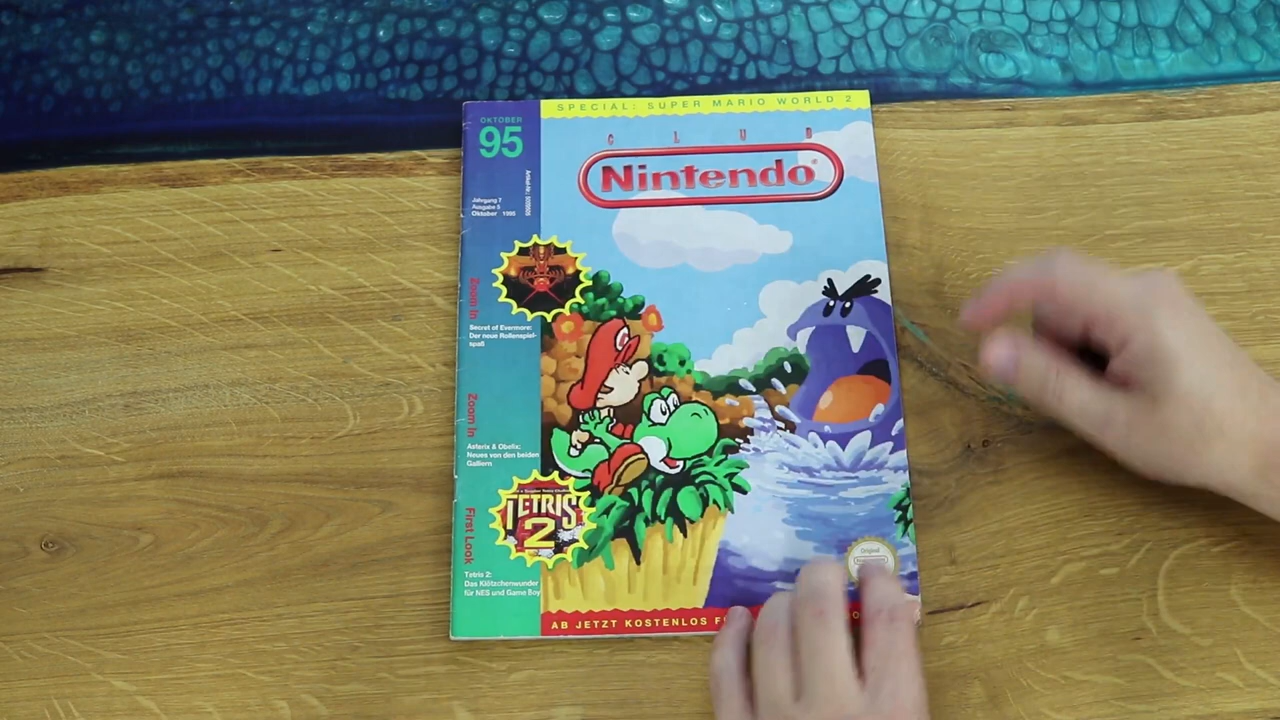 SPECIAL: SUPER MARIO WORLD 2
OKTOBER
95
CLUB
Nintendo®
Jahrgang 7
Ausgabe 5
Oktober 1995
Zoom In
Secret of Evermore:
Der neue Rollenspiel-
spaß
Zoom In
Asterix & Obelix:
Neues von den beiden
Galliern
TETRIS
2
First Look
Tetris 2:
Das Klötzchenwunder
für NES und Game Boy
Original
AB JETZT KOSTENLOS